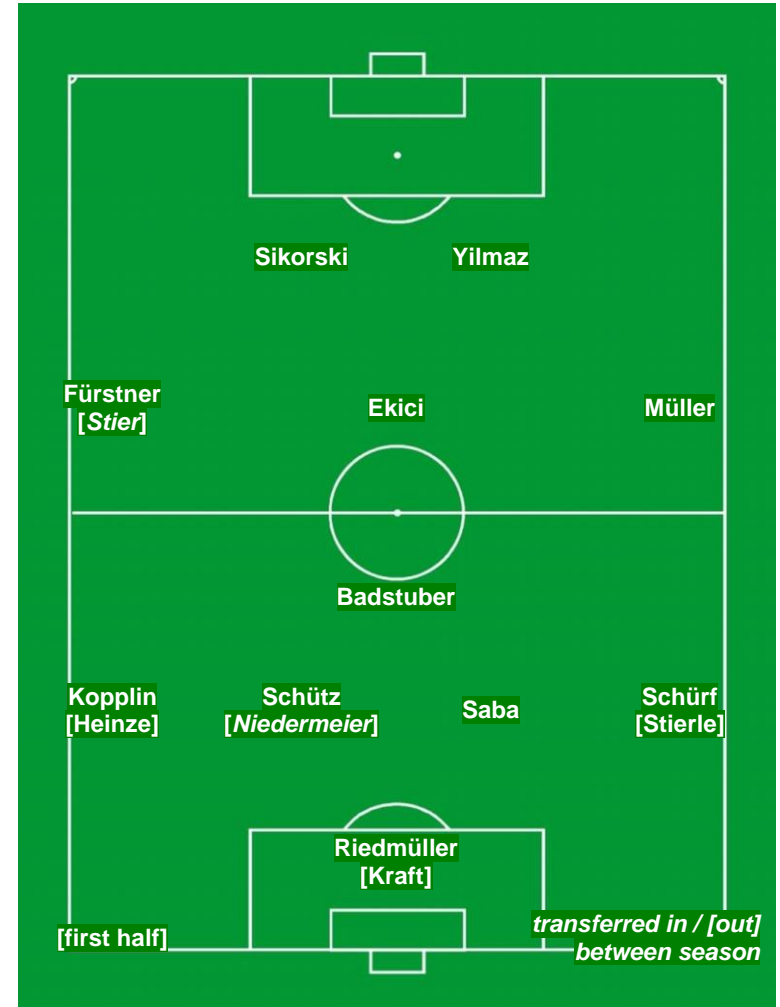 Sikorski
Yilmaz
Fürstner
[Stier]
Ekici
Müller
Badstuber
Kopplin
[Heinze]
Schütz
[Niedermeier]
Saba
Schürf
[Stierle]
Riedmüller
[Kraft]
[first half]
transferred in / [out]
between season